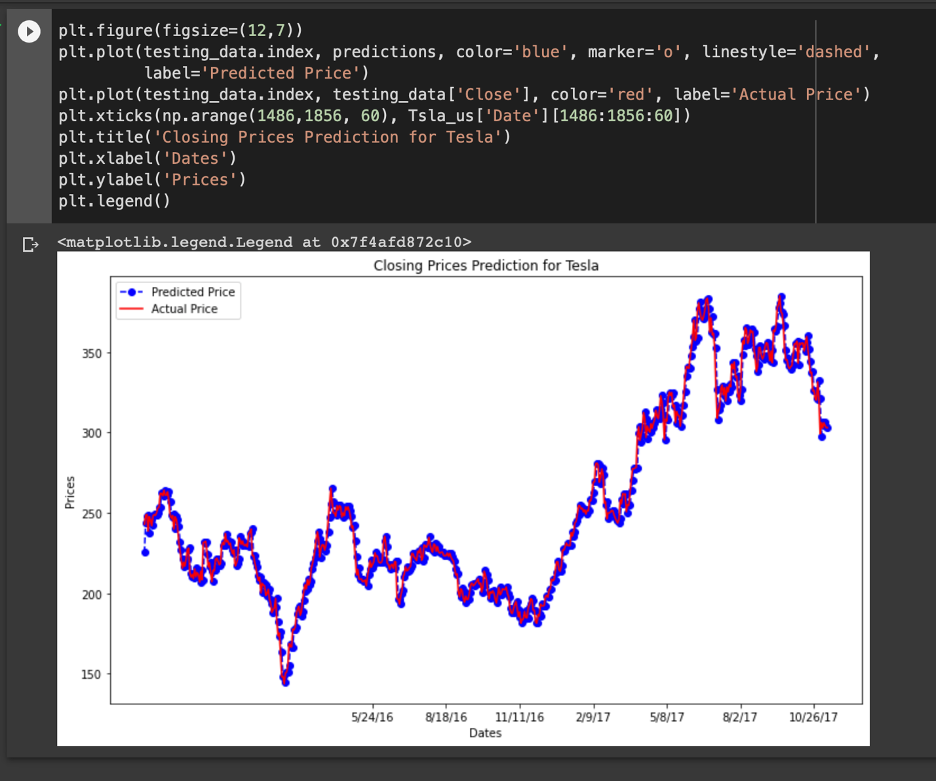 plt.figure(figsize=(12,7))
plt.plot(testing_data.index, predictions, color='blue', marker='o', linestyle='dashed',
         label='Predicted Price')
plt.plot(testing_data.index, testing_data['Close'], color='red', label='Actual Price')
plt.xticks(np.arange(1486,1856, 60), Tsla_us['Date'][1486:1856:60])
plt.title('Closing Prices Prediction for Tesla')
plt.xlabel('Dates')
plt.ylabel('Prices')
plt.legend()
<matplotlib.legend.Legend at 0x7f4afd872c10>
Closing Prices Prediction for Tesla
Predicted Price
Actual Price
350
300
250
200
150
Prices
5/24/16 8/18/16 11/11/16 2/9/17 5/8/17 8/2/17 10/26/17
Dates